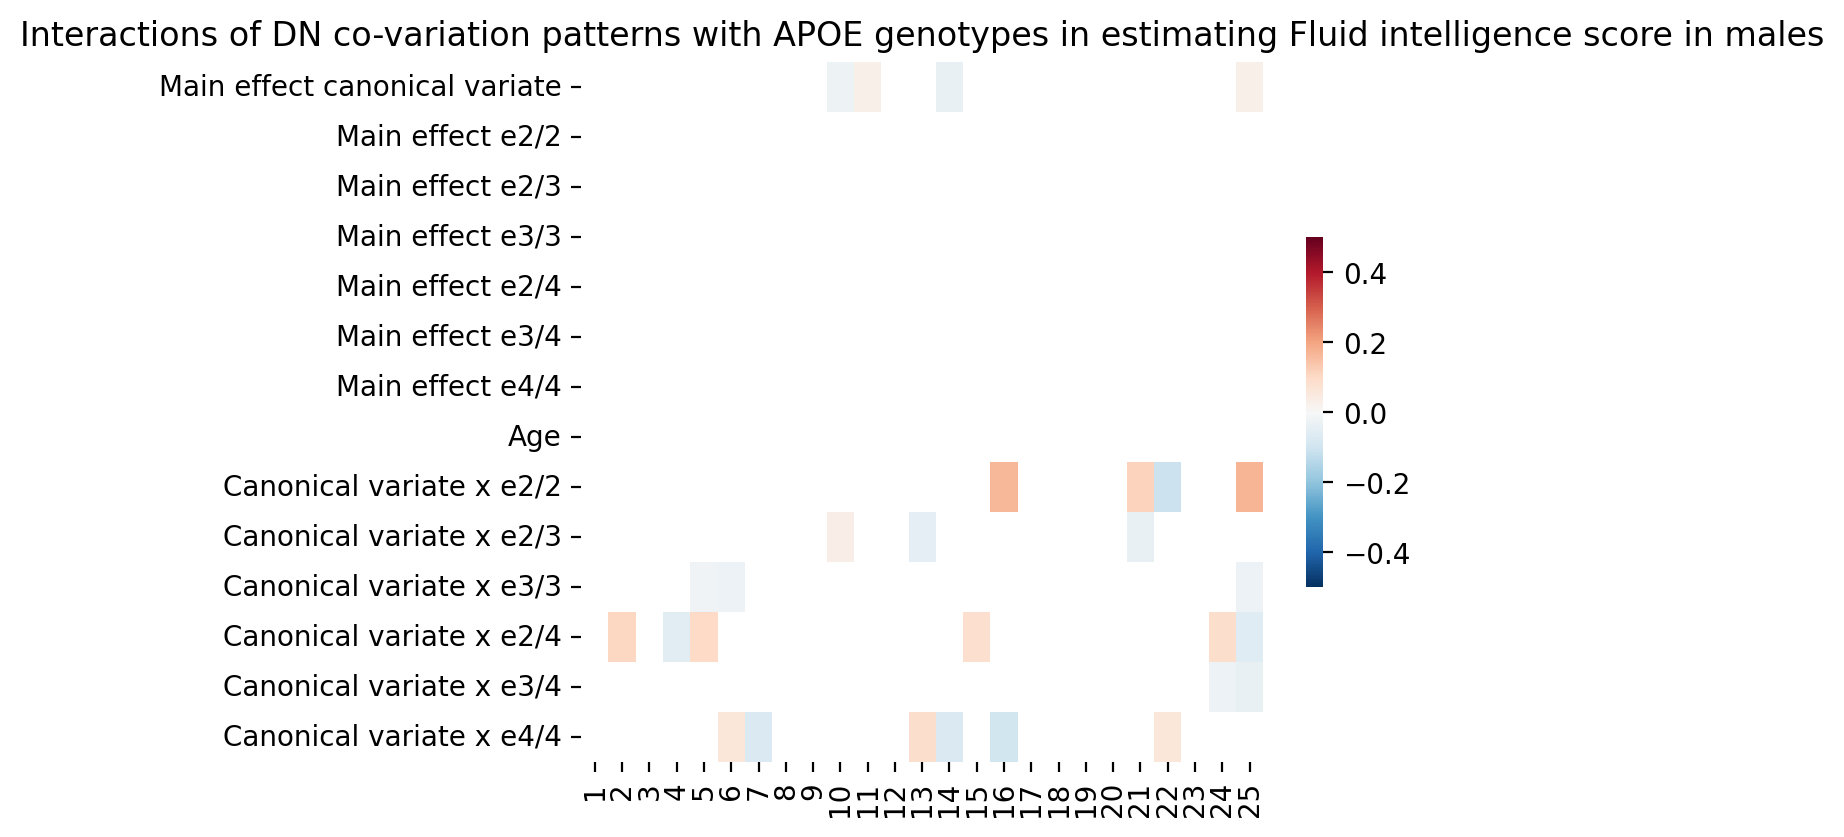 Interactions of DN co-variation patterns with APOE genotypes in estimating Fluid intelligence score in males
Main effect canonical variate
Main effect e2/2
Main effect e2/3
Main effect e3/3
Main effect e2/4
Main effect e3/4
Main effect e4/4
Age
Canonical variate x e2/2
Canonical variate x e2/3
Canonical variate x e3/3
Canonical variate x e2/4
Canonical variate x e3/4
Canonical variate x e4/4
1 2 3 4 5 6 7 8 9 10 11 12 13 14 15 16 17 18 19 20 21 22 23 24 25
0.4
0.2
0.0
−0.2
−0.4